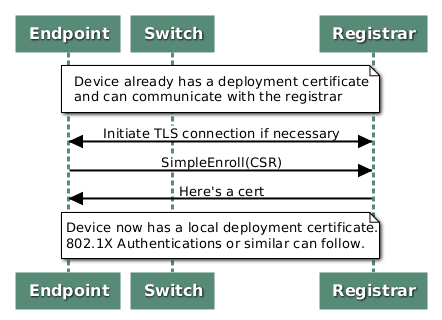 Endpoint Switch Registrar
Device already has a deployment certificate
and can communicate with the registrar
Initiate TLS connection if necessary
SimpleEnroll(CSR)
Here's a cert
Device now has a local deployment certificate.
802.1X Authentications or similar can follow.
Endpoint Switch Registrar